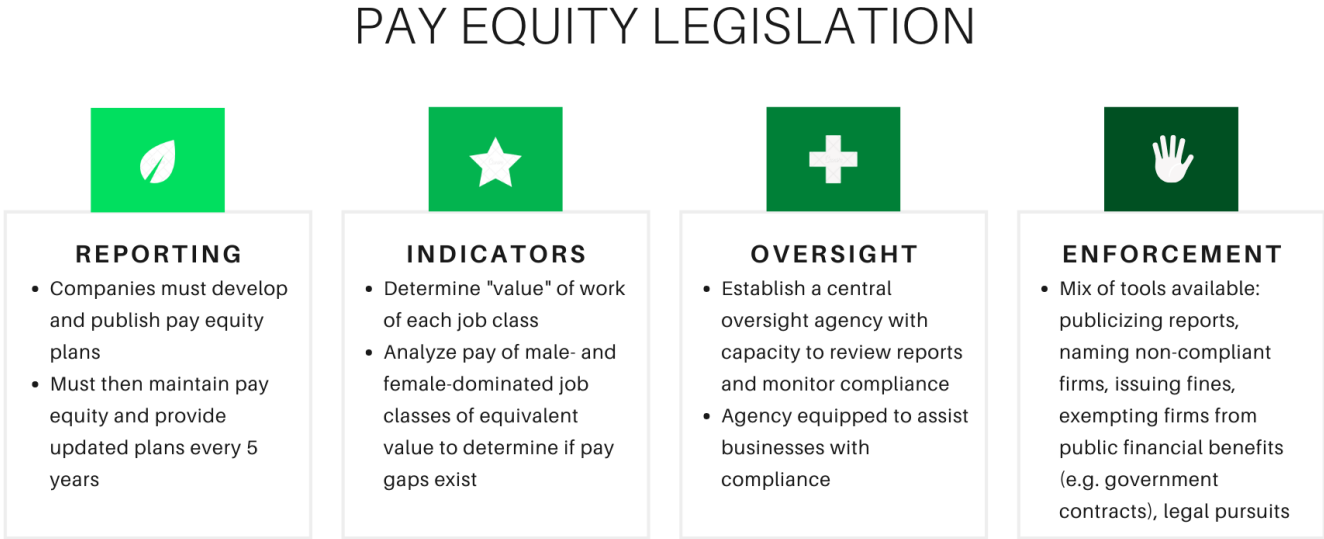 PAY EQUITY LEGISLATION
REPORTING
• Companies must develop
and publish pay equity
plans
• Must then maintain pay
equity and provide
updated plans every 5
years
INDICATORS
• Determine "value" of work
of each job class
• Analyze pay of male- and
female-dominated job
classes of equivalent
value to determine if pay
gaps exist
OVERSIGHT
• Establish a central
oversight agency with
capacity to review reports
and monitor compliance
• Agency equipped to assist
businesses with
compliance
ENFORCEMENT
• Mix of tools available:
publicizing reports,
naming non-compliant
firms, issuing fines,
exempting firms from
public financial benefits
(e.g. government
contracts), legal pursuits